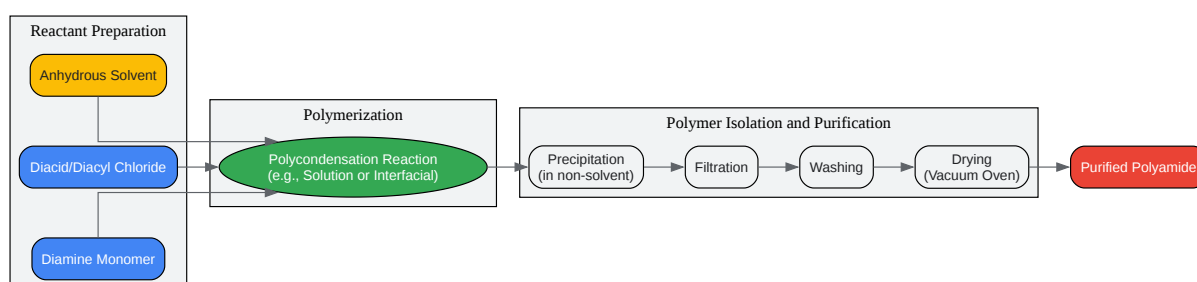 Reactant Preparation
Anhydrous Solvent
Diacid/Diacyl Chloride
Diamine Monomer
Polymerization
Polycondensation Reaction
(e.g., Solution or Interfacial)
Polymer Isolation and Purification
Precipitation
(in non-solvent)
Filtration
Washing
Drying
(Vacuum Oven)
Purified Polyamide